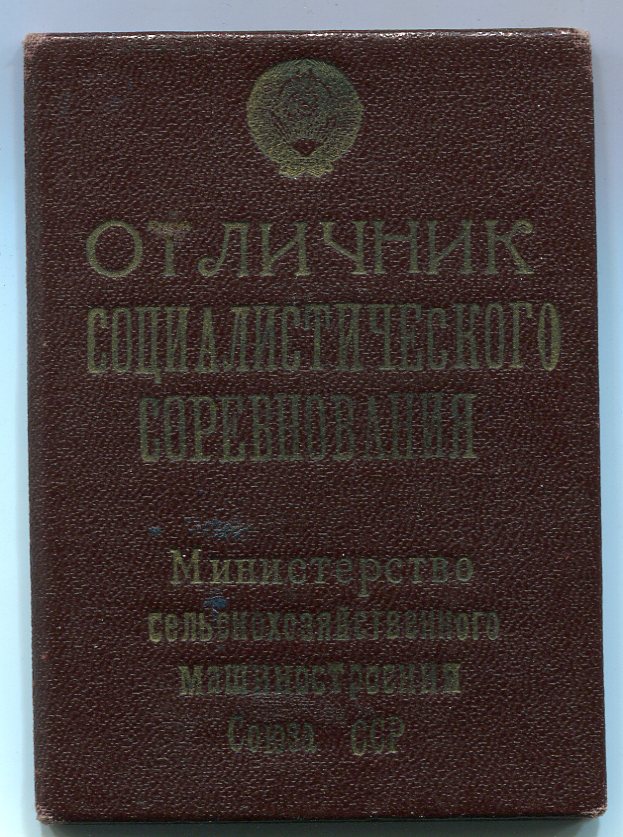 ОТЛИЧНИК
СОЦИАЛИСТИЧЕСКОГО
СОРЕВНОВАНИЯ
Министерство
сельскохозяйственного
машиностроения
Союза ССР